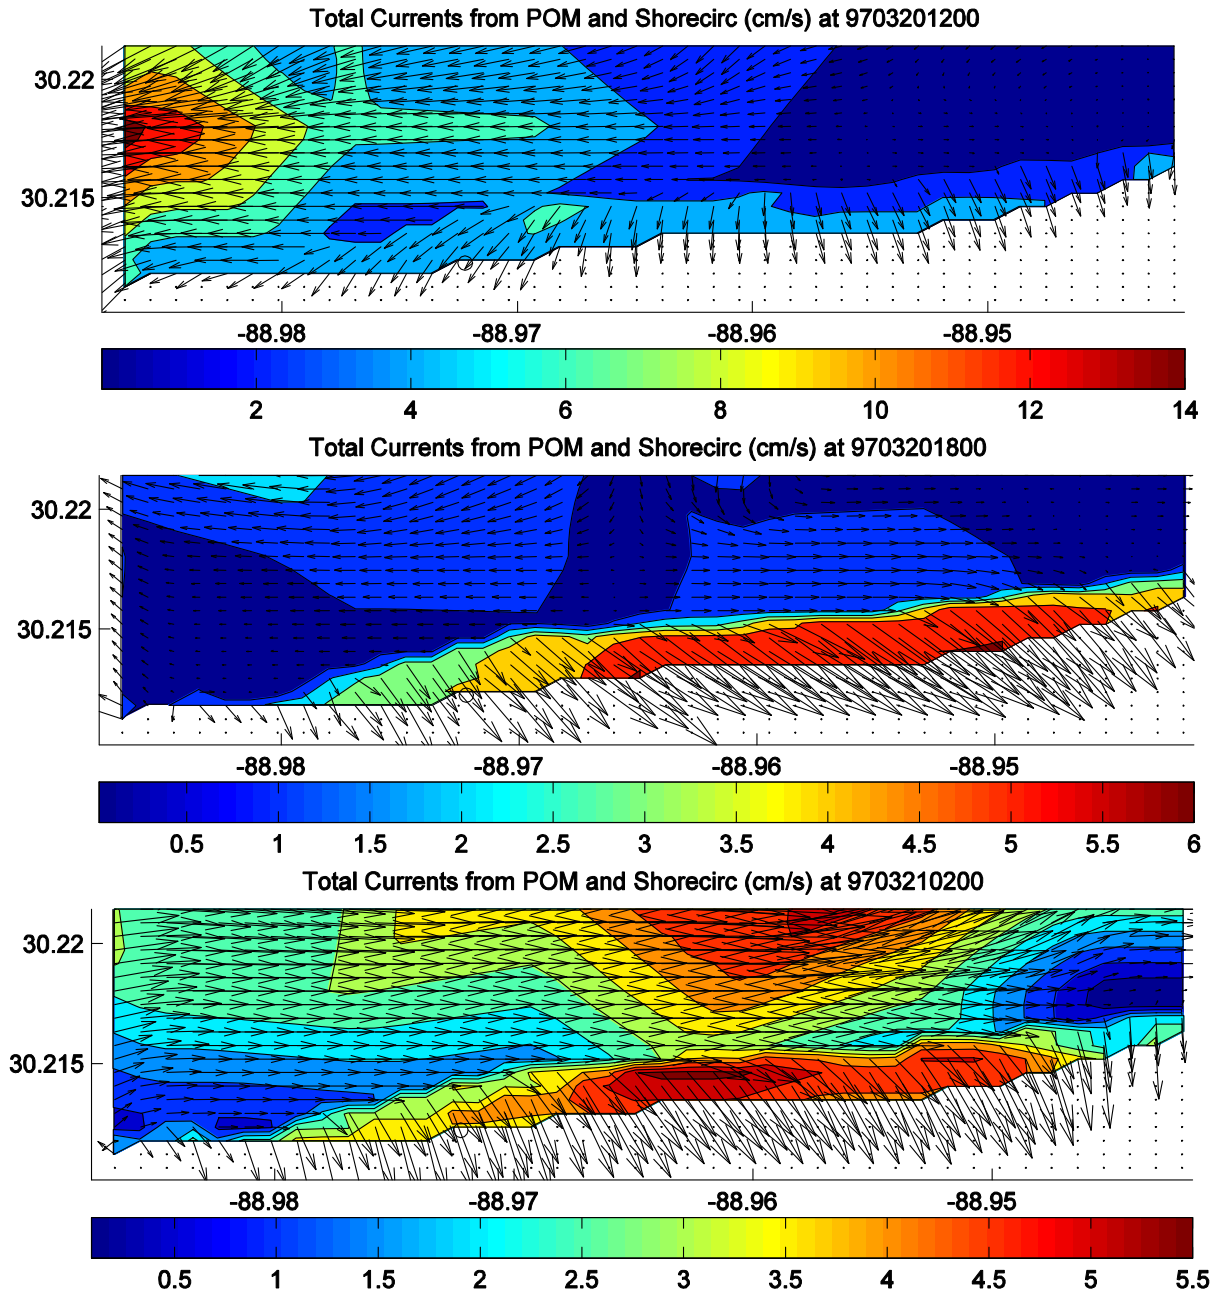 Total Currents from POM and Shorecirc (cm/s) at 9703201200
30.22
30.215
-88.98 -88.97 -88.96 -88.95
2 4 6 8 10 12 14
Total Currents from POM and Shorecirc (cm/s) at 9703201800
30.22
30.215
-88.98 -88.97 -88.96 -88.95
0.5 1 1.5 2 2.5 3 3.5 4 4.5 5 5.5 6
Total Currents from POM and Shorecirc (cm/s) at 9703210200
30.22
30.215
-88.98 -88.97 -88.96 -88.95
0.5 1 1.5 2 2.5 3 3.5 4 4.5 5 5.5